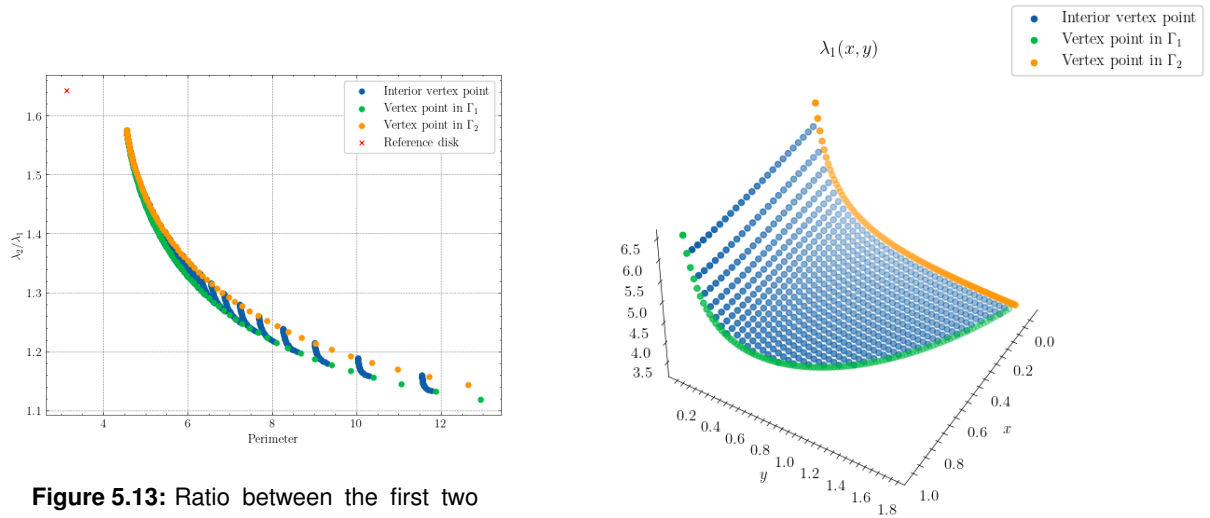 Interior vertex point
Vertex point in Γ₁
Vertex point in Γ₂
Reference disk
1.6
1.5
1.4
1.3
1.2
1.1
λ₂/λ₁
4
6
8
10
12
Perimeter
Figure 5.13: Ratio between the first two
Interior vertex point
Vertex point in Γ₁
Vertex point in Γ₂
λ₁(x, y)
6.5
6.0
5.5
5.0
4.5
4.0
3.5
0.2
0.4
0.6
0.8
1.0
1.2
1.4
1.6
1.8
y
0.0
0.2
0.4
0.6
0.8
1.0
x